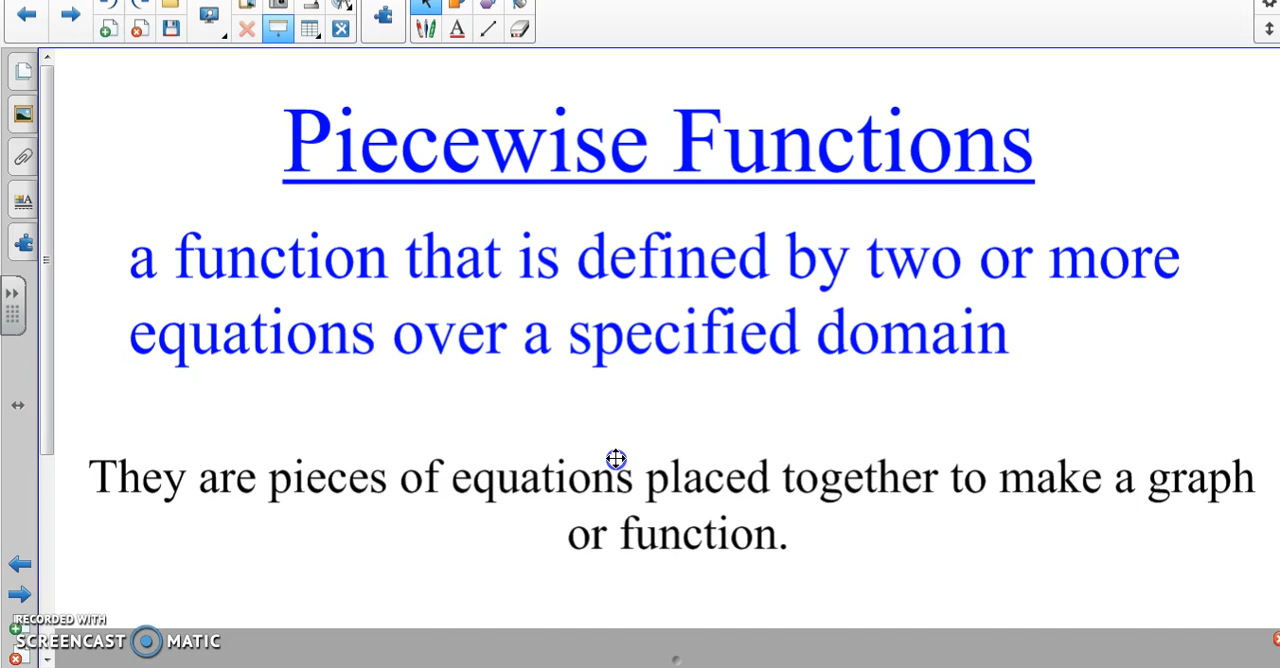 Piecewise Functions
a function that is defined by two or more
equations over a specified domain
They are pieces of equations placed together to make a graph
or function.
RECORDED WITH
SCREENCAST MATIC